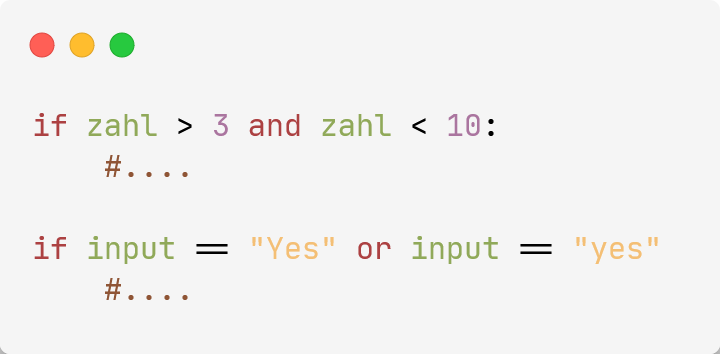 if zahl > 3 and zahl < 10:
    #....
if input == "Yes" or input == "yes"
    #....